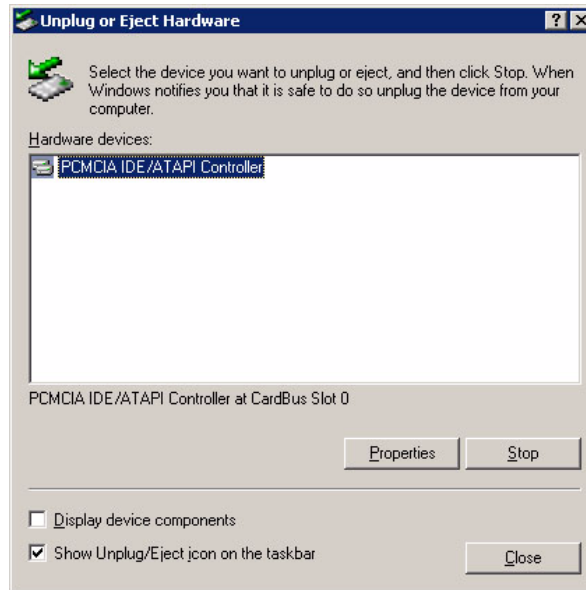 Unplug or Eject Hardware
Select the device you want to unplug or eject, and then click Stop. When
Windows notifies you that it is safe to do so unplug the device from your
computer.
Hardware devices:
PCMCIA IDE/ATAPI Controller
PCMCIA IDE/ATAPI Controller at CardBus Slot 0
Properties Stop
Display device components
Show Unplug/Eject icon on the taskbar
Close